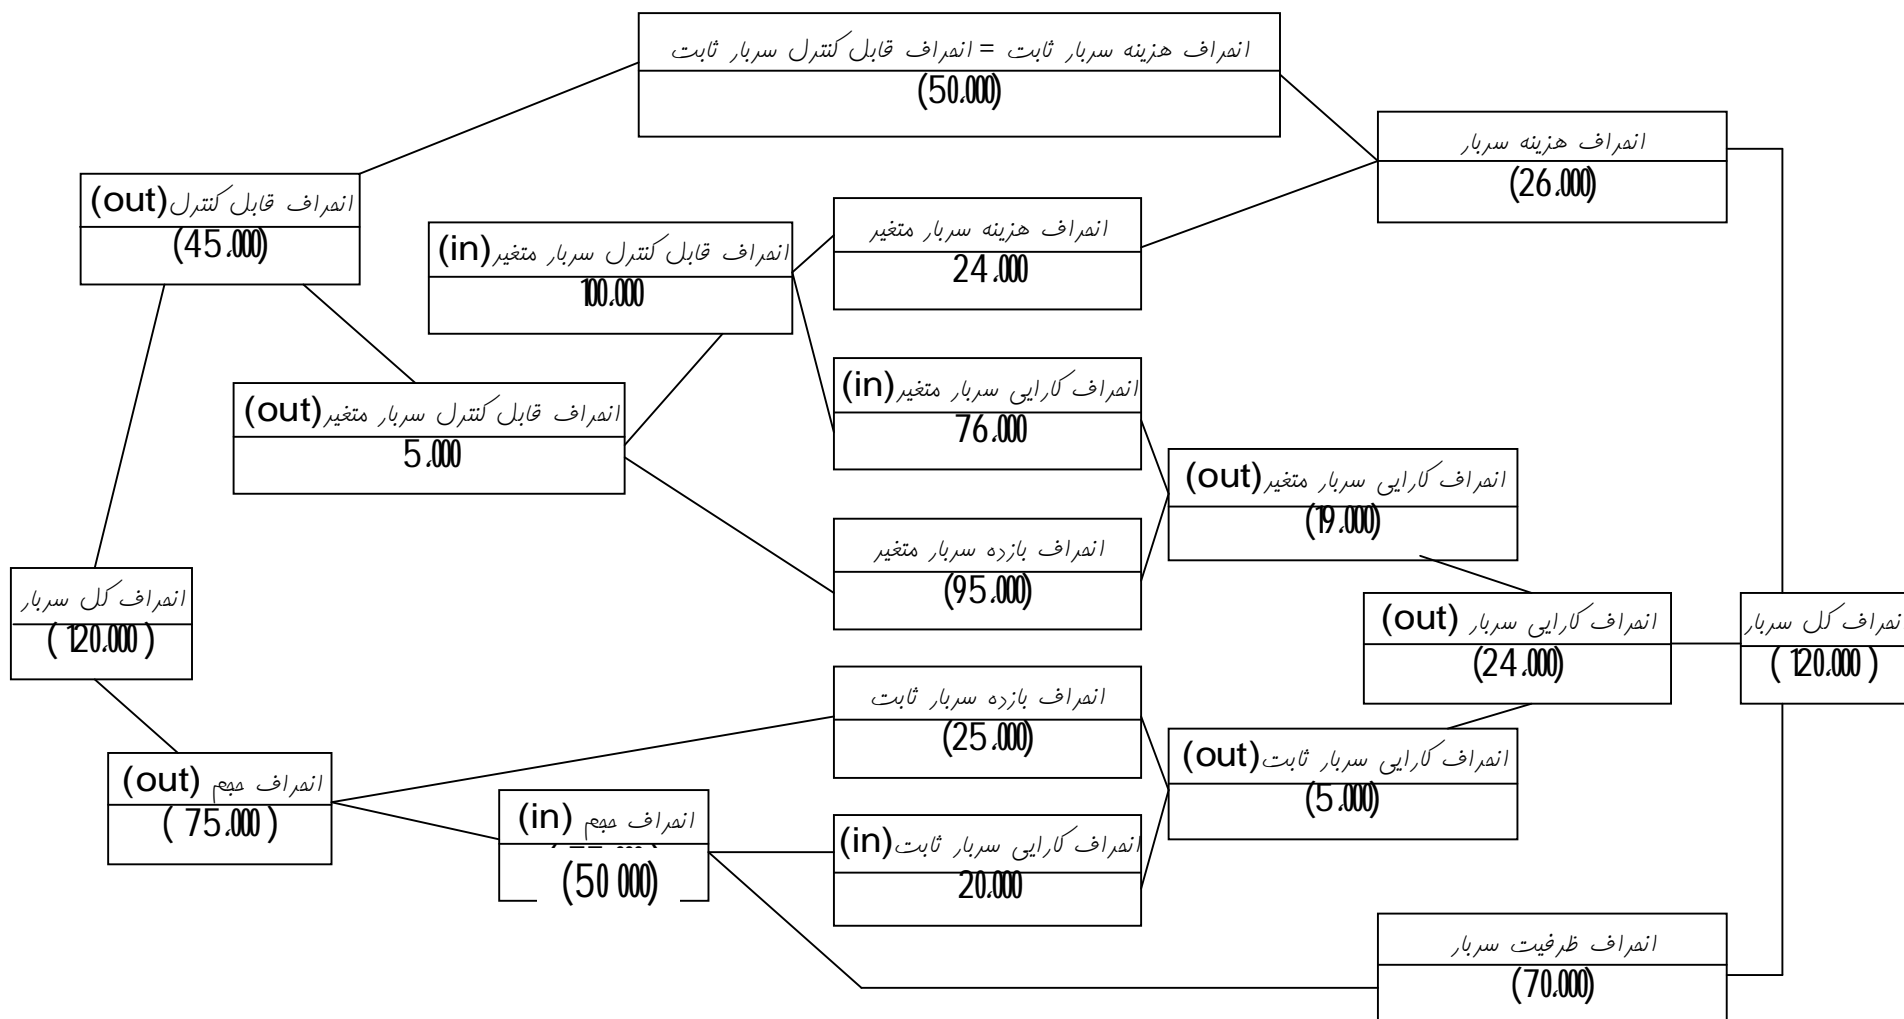 انحراف هزینه سربار ثابت = انحراف قابل کنترل سربار ثابت
(50.000)
انحراف هزینه سربار
(26.000)
انحراف قابل کنترل (out)
(45.000)
انحراف هزینه سربار متغیر
24.000
انحراف قابل کنترل سربار متغیر (in)
100.000
انحراف کارایی سربار متغیر (in)
76.000
انحراف قابل کنترل سربار متغیر (out)
5.000
انحراف کارایی سربار متغیر (out)
(19.000)
انحراف بازده سربار متغیر
(95.000)
انحراف کل سربار
( 120.000 )
انحراف کارایی سربار (out)
(24.000)
نحراف کل سربار
( 120.000 )
انحراف بازده سربار ثابت
(25.000)
انحراف کارایی سربار ثابت (out)
(5.000)
انحراف حجم (out)
( 75.000 )
انحراف حجم (in)
(50 000)
انحراف کارایی سربار ثابت (in)
20.000
انحراف ظرفیت سربار
(70.000)